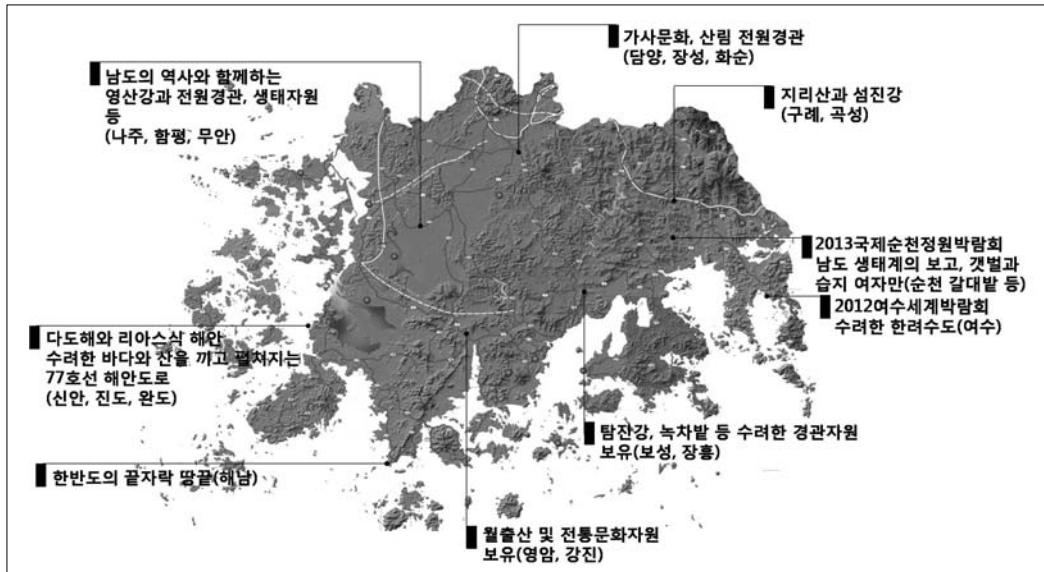 가사문화, 산림 전원경관
(담양, 장성, 화순)
남도의 역사와 함께하는
영산강과 전원경관, 생태자원
등
(나주, 함평, 무안)
지리산과 섬진강
(구례, 곡성)
2013국제순천정원박람회
남도 생태계의 보고, 갯벌과
습지 여자만(순천 갈대밭 등)
2012여수세계박람회
수려한 한려수도(여수)
다도해와 리아스식 해안
수려한 바다와 산을 끼고 펼쳐지는
77호선 해안도로
(신안, 진도, 완도)
탐진강, 녹차밭 등 수려한 경관자원
보유(보성, 장흥)
한반도의 끝자락 땅끝(해남)
월출산 및 전통문화자원
보유(영암, 강진)